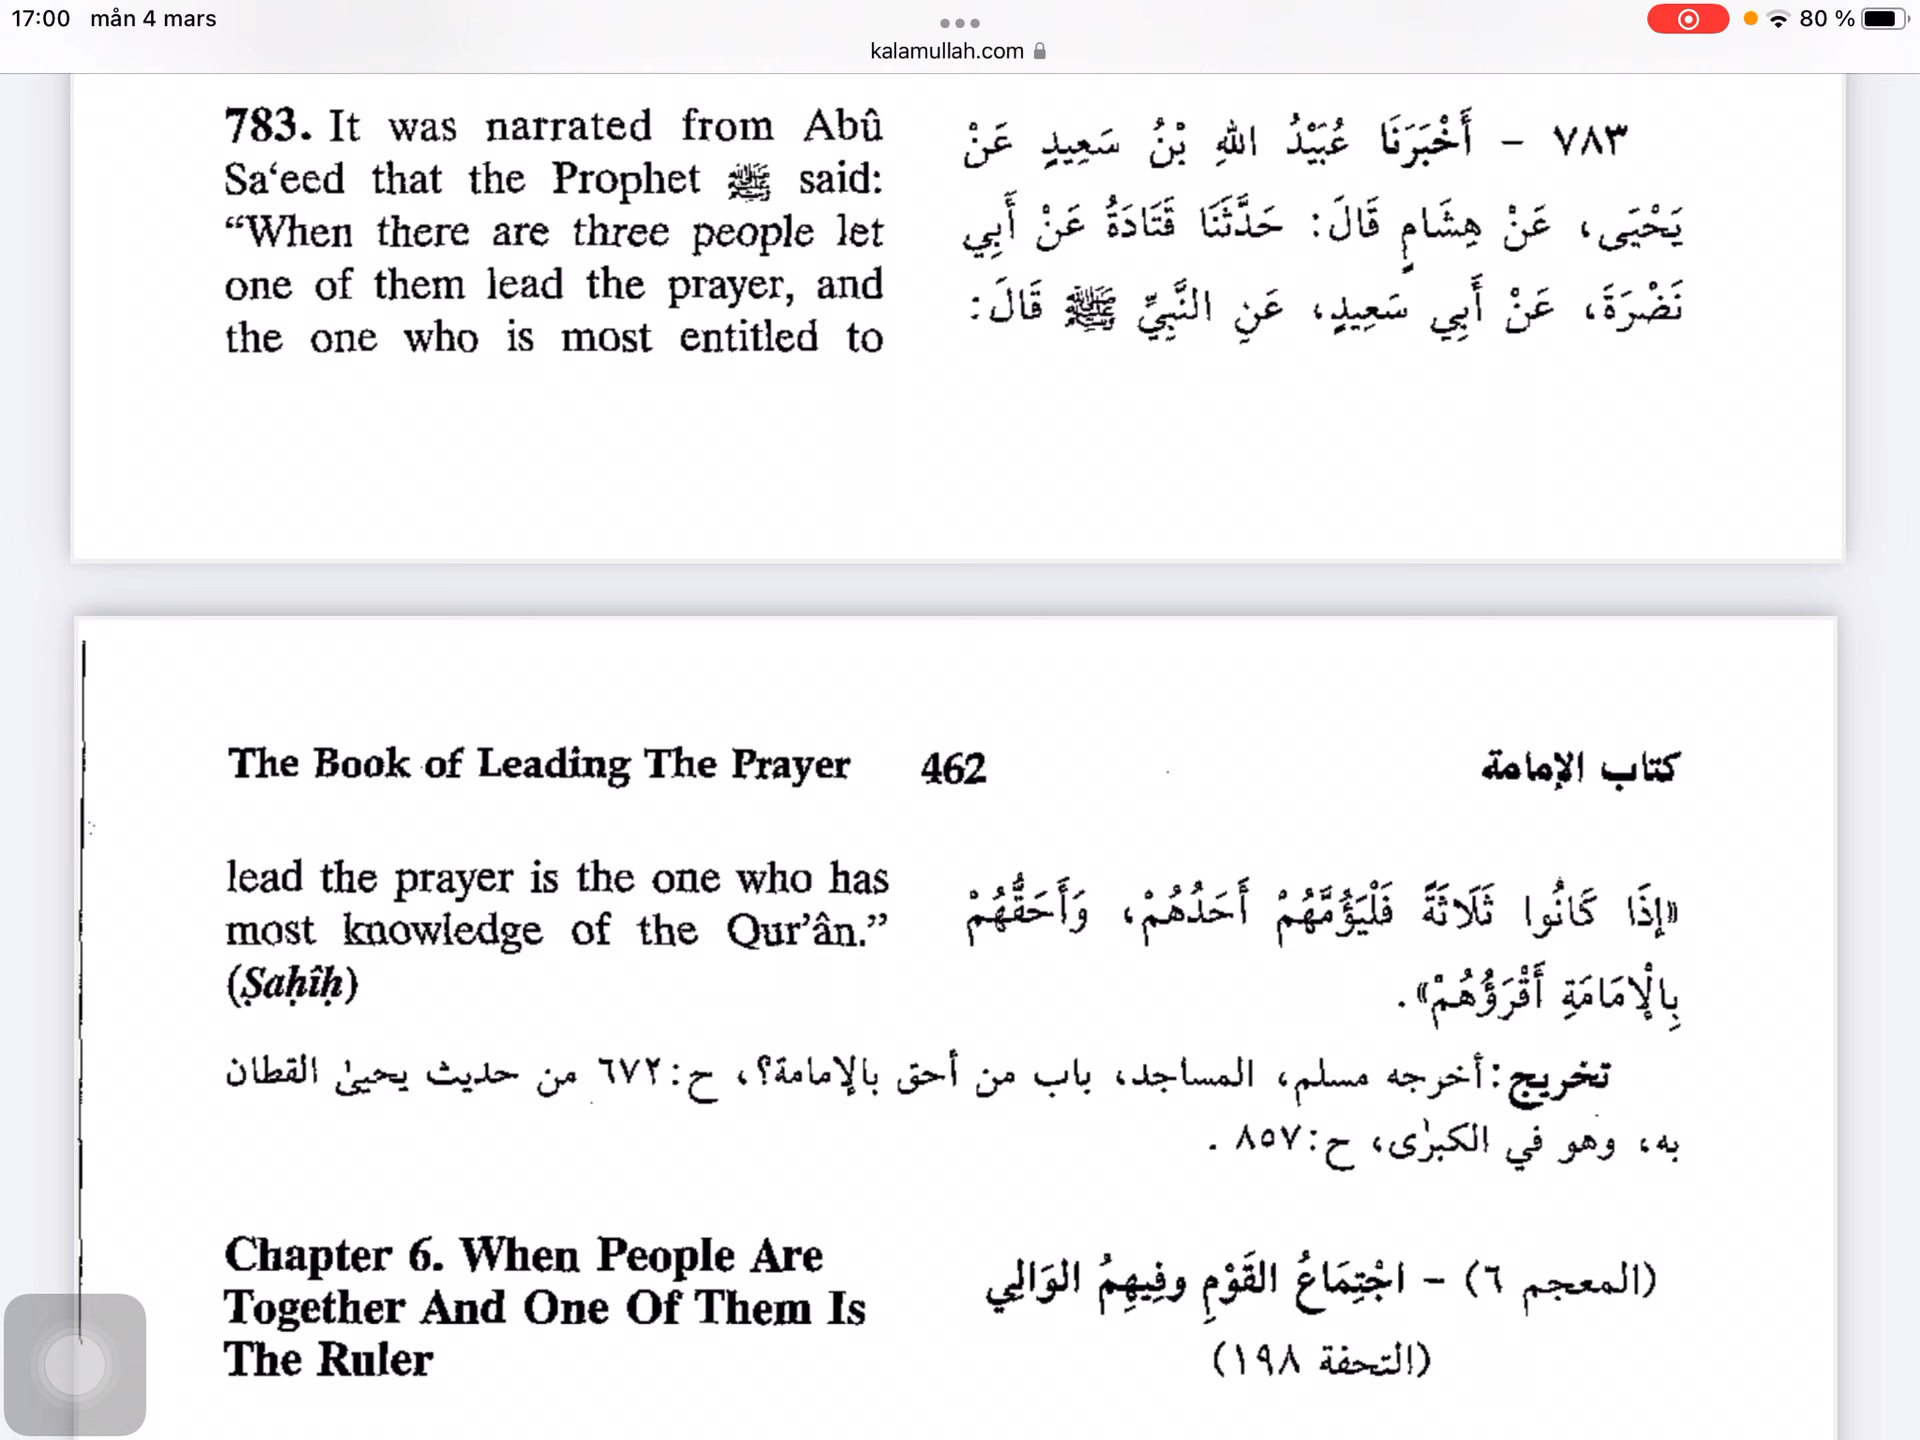 17:00 mån 4 mars
80 %
kalamullah.com
783. It was narrated from Abû
Sa‘eed that the Prophet ﷺ said:
“When there are three people let
one of them lead the prayer, and
the one who is most entitled to
٧٨٣ - أَخْبَرَنَا عُبَيْدُ اللهِ بْنُ سَعِيدٍ عَنْ
يَحْيَى، عَنْ هِشَامٍ قَالَ: حَدَّثَنَا قَتَادَةُ عَنْ أَبِي
نَضْرَةَ، عَنْ أَبِي سَعِيدٍ، عَنِ النَّبِيِّ ﷺ قَالَ:
The Book of Leading The Prayer 462 كتاب الإمامة
lead the prayer is the one who has
most knowledge of the Qur’ân.”
(Ṣaḥîḥ)
«إِذَا كَانُوا ثَلَاثَةً فَلْيَؤُمَّهُمْ أَحَدُهُمْ، وَأَحَقُّهُمْ
بِالْإِمَامَةِ أَقْرَؤُهُمْ».
تخريج: أخرجه مسلم، المساجد، باب من أحق بالإمامة؟، ح:٦٧٢ من حديث يحيىٰ القطان
به، وهو في الكبرٰى، ح:٨٥٧ .
Chapter 6. When People Are
Together And One Of Them Is
The Ruler
(المعجم ٦) - اجْتِمَاعُ القَوْمِ وفِيهِمُ الوَالِي
(التحفة ١٩٨)